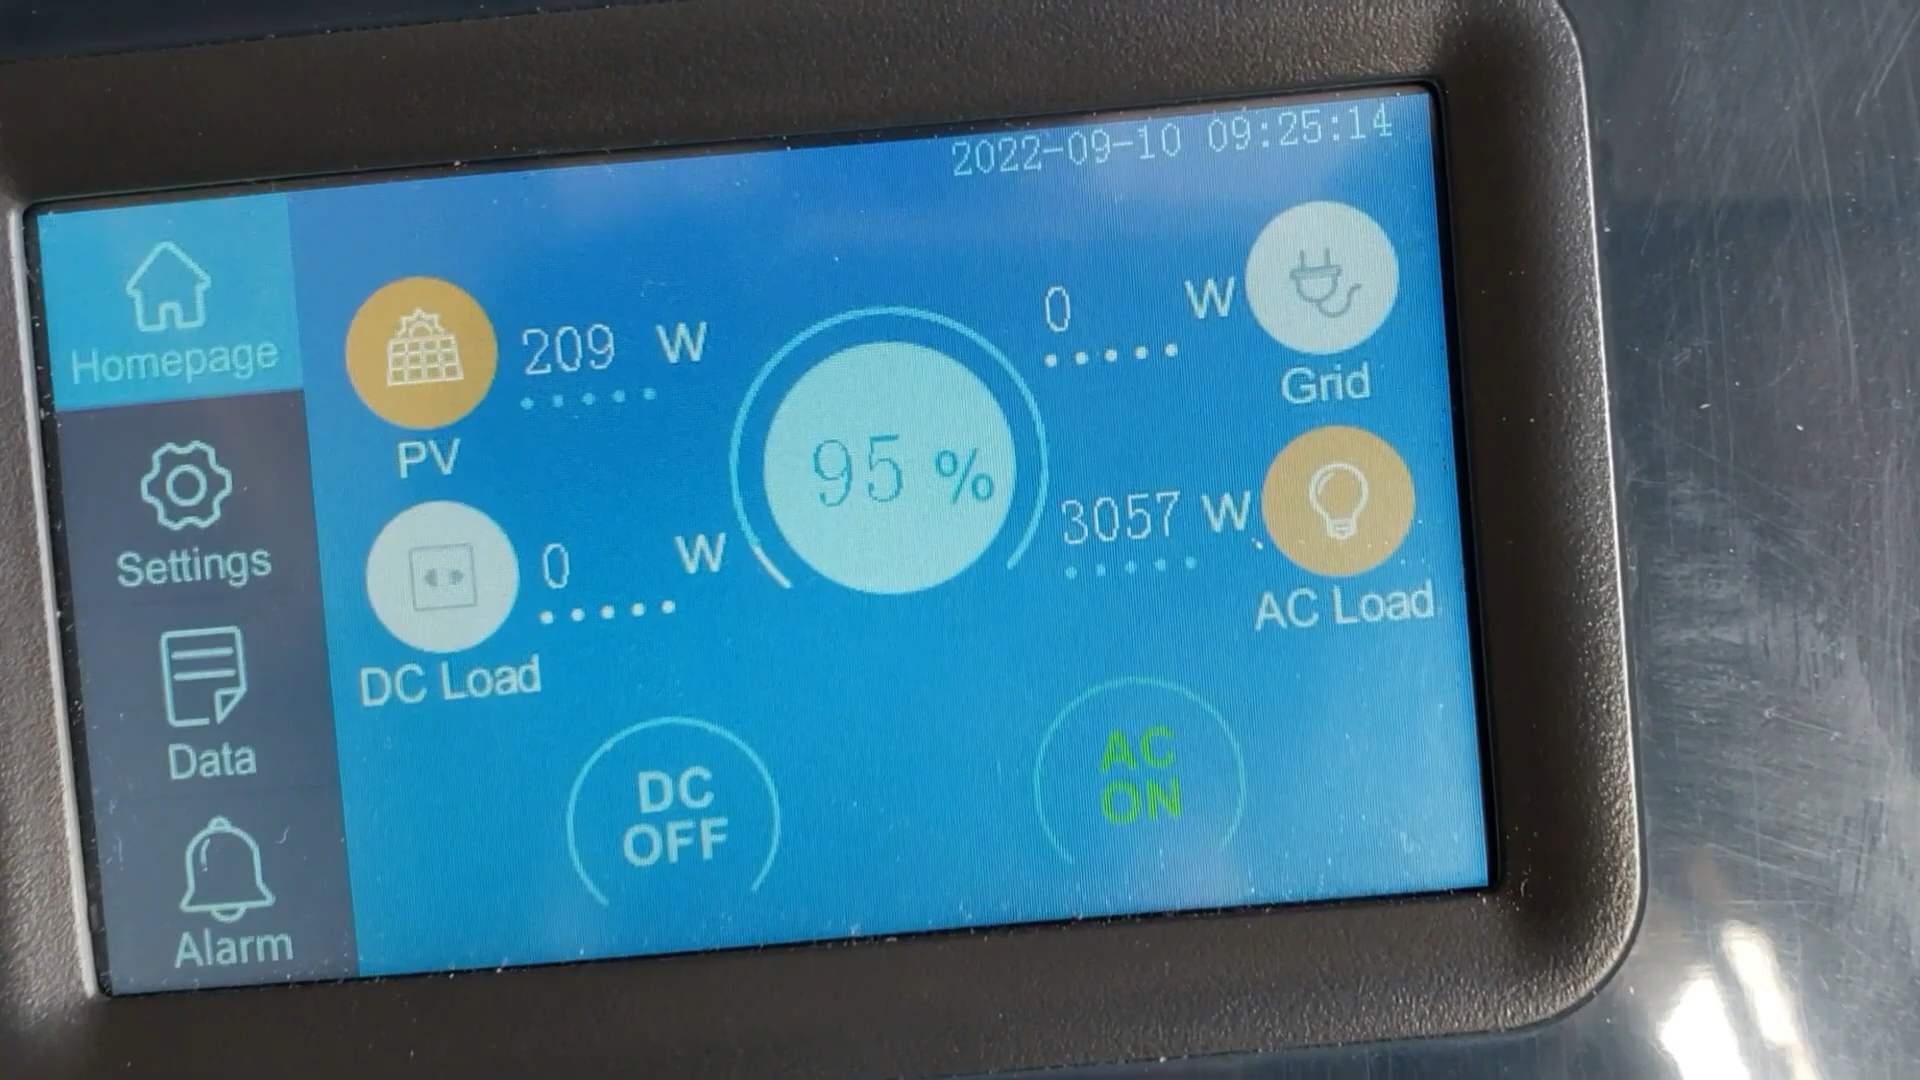 2022-09-10 09:25:14
Homepage
Settings
Data
Alarm
209 W
PV
0 W
DC Load
95 %
0 W
Grid
3057 W
AC Load
DC
OFF
AC
ON